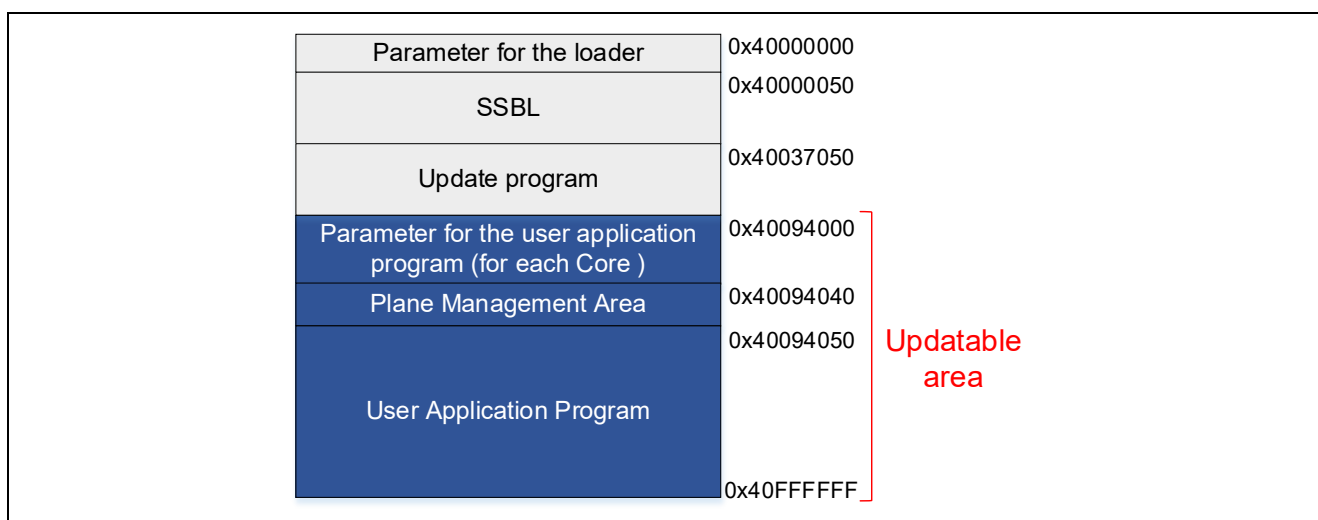 Parameter for the loader
0x40000000
SSBL
0x40000050
Update program
0x40037050
Parameter for the user application
program (for each Core )
0x40094000
Plane Management Area
0x40094040
User Application Program
0x40094050
0x40FFFFFF
Updatable
area